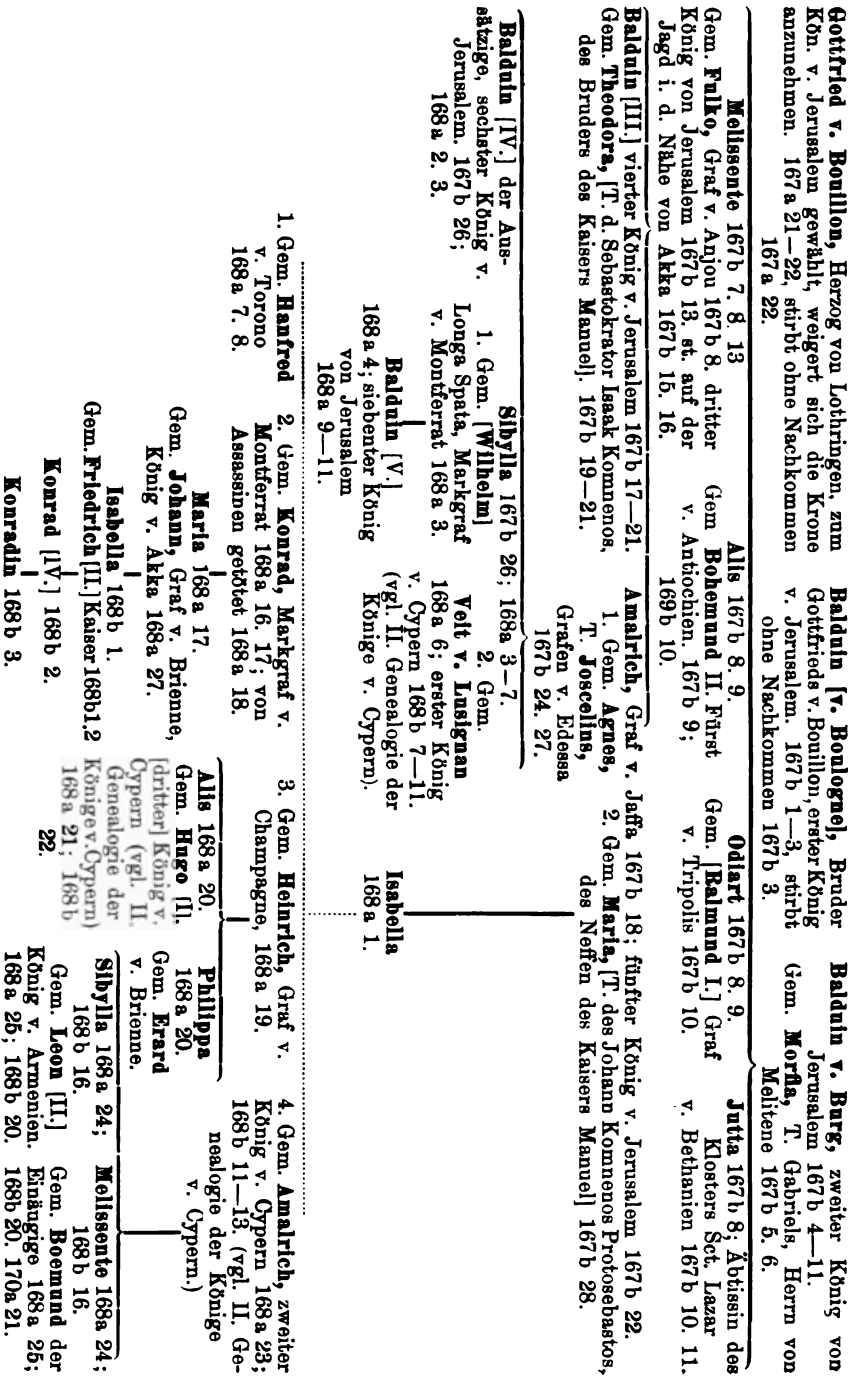 Gottfried v. Bouillon, Herzog von Lothringen, zum
Kön. v. Jerusalem gewählt, weigert sich die Krone
anzunehmen. 167a 21—22, stirbt ohne Nachkommen
167a 22.
Balduin [v. Boulogne], Bruder
Gottfrieds v. Bouillon, erster König
v. Jerusalem. 167b 1—3, stirbt
ohne Nachkommen 167b 3.
Balduin v. Burg, zweiter König von
Jerusalem 167b 4—11.
Gem. Morfia, T. Gabriels, Herrn von
Melitene 167b 5. 6.
Melissente 167b 7. 8. 13
Gem. Fulko, Graf v. Anjou 167b 8. dritter
König von Jerusalem 167b 13. st. auf der
Jagd i. d. Nähe von Akka 167b 15. 16.
Alis 167b 8. 9.
Gem Bohemund II. Fürst
v. Antiochien. 167b 9;
169b 10.
Odiart 167b 8. 9.
Gem. [Raimund I.] Graf
v. Tripolis 167b 10.
Jutta 167b 8; Äbtissin des
Klosters Sct. Lazar
v. Bethanien 167b 10. 11.
Balduin [III.] vierter König v. Jerusalem 167b 17—21.
Gem. Theodora, [T. d. Sebastokrator Isaak Komnenos,
des Bruders des Kaisers Manuel]. 167b 19—21.
Amalrich, Graf v. Jaffa 167b 18; fünfter König v. Jerusalem 167b 22.
1. Gem. Agnes,
T. Joscelins,
Grafen v. Edessa
167b 24. 27.
2. Gem. Maria, [T. des Johann Komnenos Protosebastos,
des Neffen des Kaisers Manuel] 167b 28.
Balduin [IV.] der Aus-
sätzige, sechster König v.
Jerusalem. 167b 26;
168a 2. 3.
Sibylla 167b 26; 168a 3—7.
1. Gem. [Wilhelm]
Longa Spata, Markgraf
v. Montferrat 168a 3.
2. Gem.
Veit v. Lusignan
168a 6; erster König
v. Cypern 168b 7—11.
(vgl. II. Genealogie der
Könige v. Cypern).
Isabella
168a 1.
Balduin [V.]
168a 4; siebenter König
von Jerusalem
168a 9—11.
1. Gem. Hanfred
v. Torono
168a 7. 8.
2. Gem. Konrad, Markgraf v.
Montferrat 168a 16. 17; von
Assassinen getötet 168a 18.
3. Gem. Heinrich, Graf v.
Champagne, 168a 19.
4. Gem. Amalrich, zweiter
König v. Cypern 168a 23;
168b 11—13. (vgl. II. Ge-
nealogie der Könige
v. Cypern.)
Maria 168a 17.
Gem. Johann, Graf v. Brienne,
König v. Akka 168a 27.
Isabella 168b 1.
Gem. Friedrich [II.] Kaiser 168b 1.2
Konrad [IV.] 168b 2.
Konradin 168b 3.
Alis 168a 20.
Gem. Hugo [I].
[dritter] König v.
Cypern (vgl. II.
Genealogie der
Könige v. Cypern)
168a 21; 168b
22.
Philippa
168a 20.
Gem. Erard
v. Brienne.
Sibylla 168a 24;
168b 16.
Gem. Leon [II.]
König v. Armenien.
168a 25; 168b 20.
Melissente 168a 24;
168b 16.
Gem. Boemund der
Einäugige 168a 25;
168b 20. 170a 21.